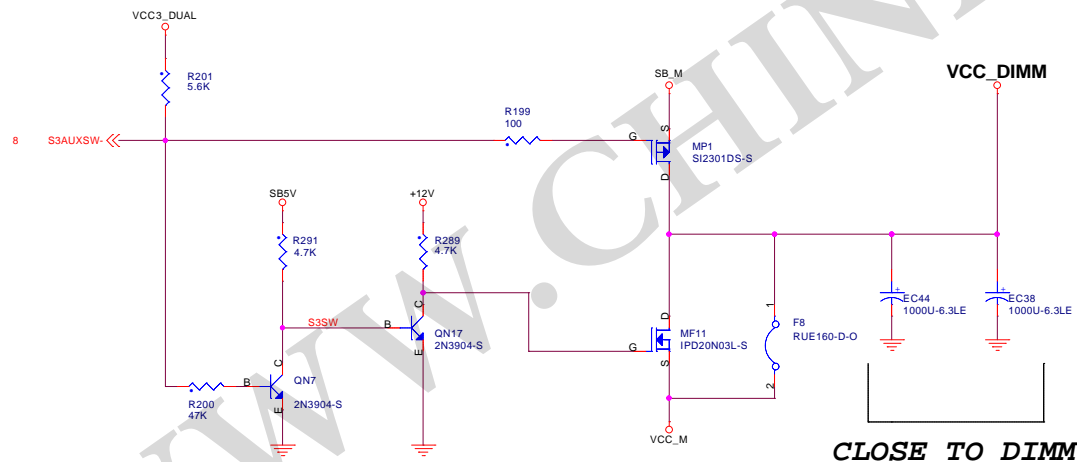 VCC3_DUAL
R201
5.6K
SB_M
VCC_DIMM
R199
100
8 S3AUXSW-
G
S
D
MP1
SI2301DS-S
SB5V
+12V
R291
4.7K
R289
4.7K
S3SW
B
C
E
QN17
2N3904-S
D
G
S
MF11
IPD20N03L-S
1
F8
RUE160-D-O
2
+
EC44
1000U-6.3LE
+
EC38
1000U-6.3LE
R200
47K
B
C
E
QN7
2N3904-S
VCC_M
CLOSE TO DIMM
WWW.CHIN